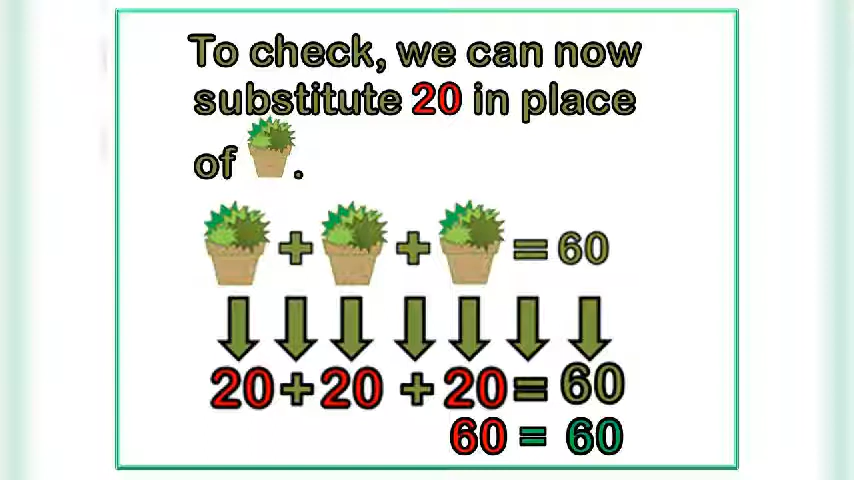 To check, we can now
substitute 20 in place
of .
+ + = 60
20 + 20 + 20 = 60
60 = 60